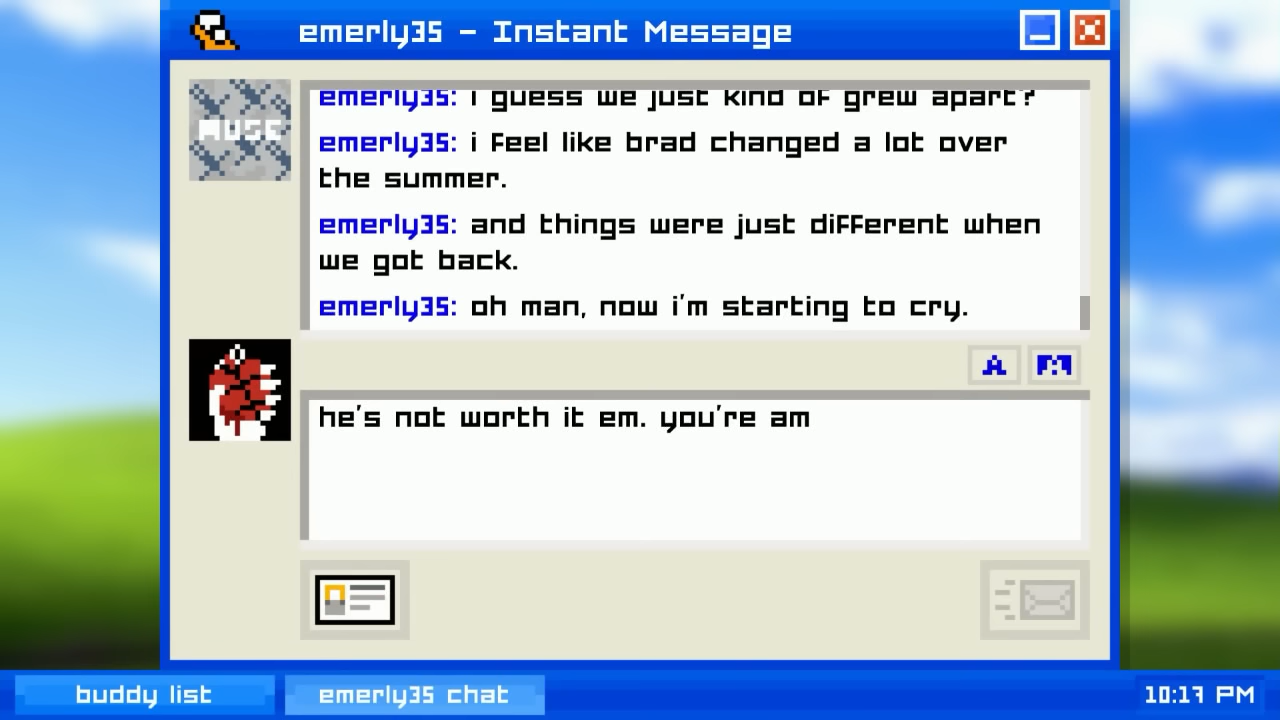 emerly35 - Instant Message
MUSE
emerly35: i guess we just kind of grew apart?
emerly35: i feel like brad changed a lot over
the summer.
emerly35: and things were just different when
we got back.
emerly35: oh man, now i'm starting to cry.
A
he's not worth it em. you're am
buddy list
emerly35 chat
10:17 PM